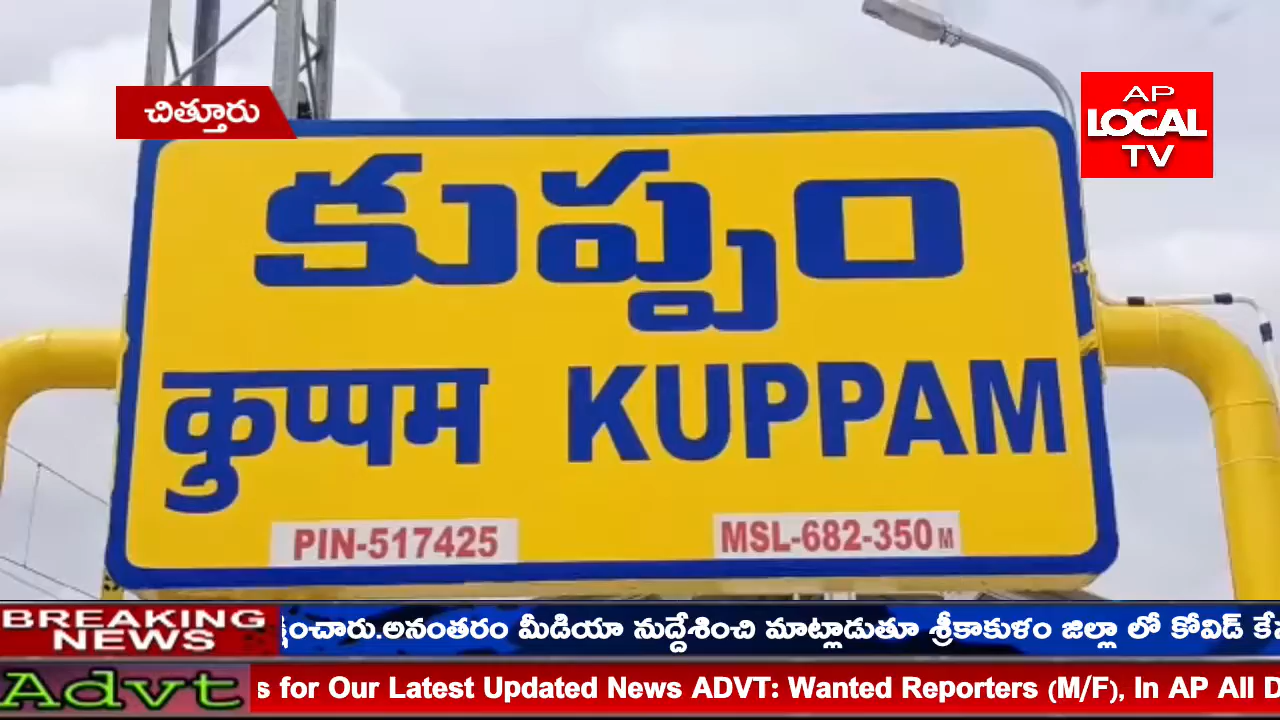 చిత్తూరు
AP
LOCAL
TV
కుప్పం
कुप्पम KUPPAM
PIN-517425
MSL-682-350 M
BREAKING
NEWS
ంచారు.అనంతరం మీడియా నుద్దేశించి మాట్లాడుతూ శ్రీకాకుళం జిల్లా లో కోవిడ్
Advt
s for Our Latest Updated News ADVT: Wanted Reporters (M/F), In AP All D